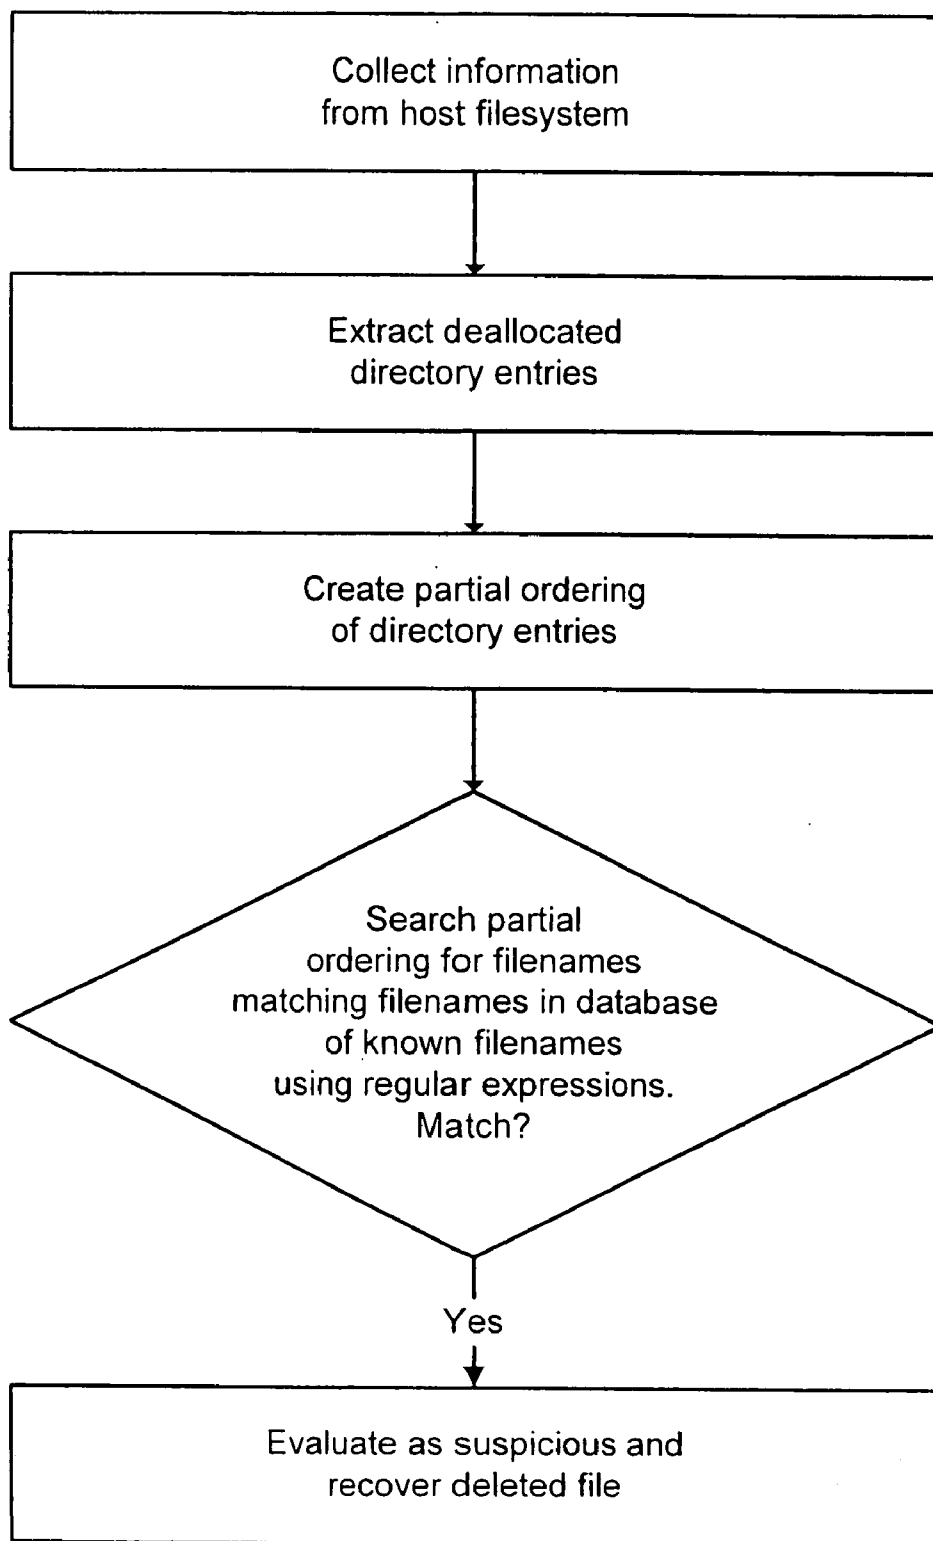 Collect information
from host filesystem
Extract deallocated
directory entries
Create partial ordering
of directory entries
Search partial
ordering for filenames
matching filenames in database
of known filenames
using regular expressions.
Match?
Yes
Evaluate as suspicious and
recover deleted file